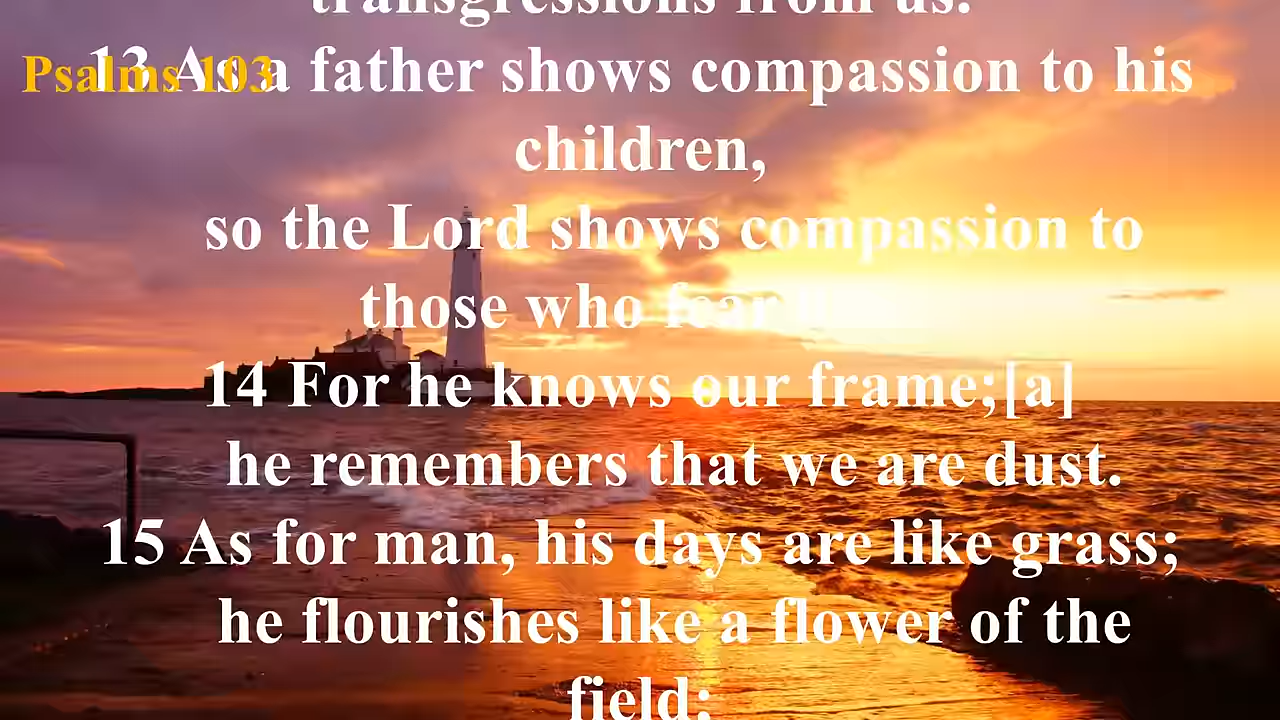 transgressions from us.
Psalms 103
13 As a father shows compassion to his
children,
so the Lord shows compassion to
those who fear
14 For he knows our frame;[a]
he remembers that we are dust.
15 As for man, his days are like grass;
he flourishes like a flower of the
field;